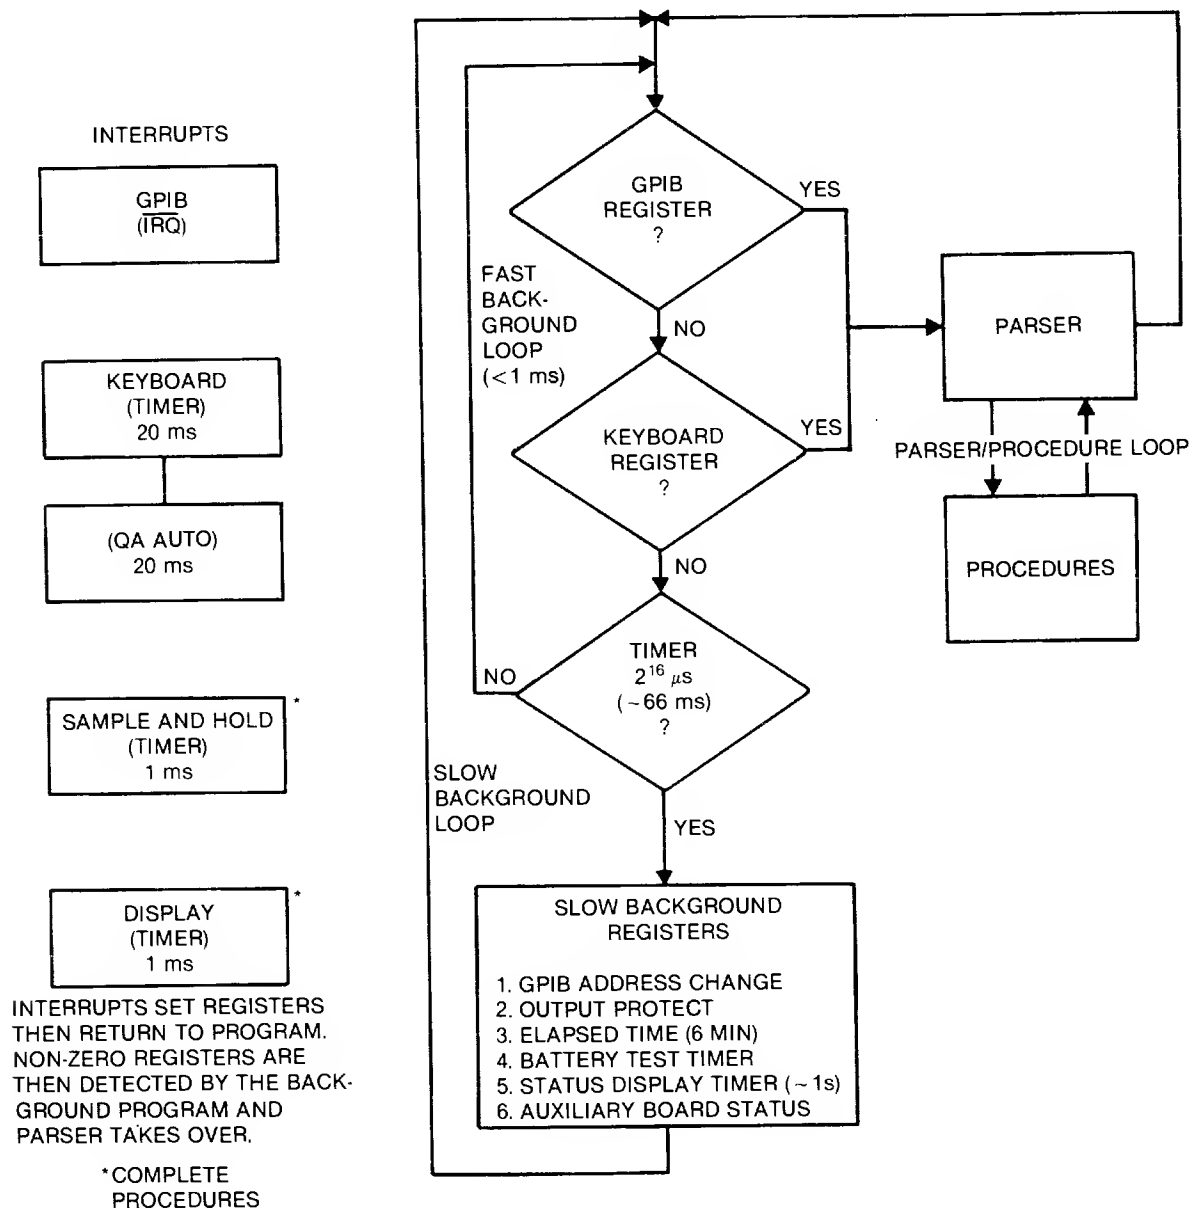 INTERRUPTS
GPIB
(IRQ)
KEYBOARD
(TIMER)
20 ms
(QA AUTO)
20 ms
*
SAMPLE AND HOLD
(TIMER)
1 ms
*
DISPLAY
(TIMER)
1 ms
INTERRUPTS SET REGISTERS
THEN RETURN TO PROGRAM.
NON-ZERO REGISTERS ARE
THEN DETECTED BY THE BACK-
GROUND PROGRAM AND
PARSER TAKES OVER.
*COMPLETE
PROCEDURES
GPIB
REGISTER
?
YES
NO
FAST
BACK-
GROUND
LOOP
(<1 ms)
KEYBOARD
REGISTER
?
YES
NO
TIMER
2¹⁶ μs
(~66 ms)
?
NO
YES
SLOW
BACKGROUND
LOOP
SLOW BACKGROUND
REGISTERS
1. GPIB ADDRESS CHANGE
2. OUTPUT PROTECT
3. ELAPSED TIME (6 MIN)
4. BATTERY TEST TIMER
5. STATUS DISPLAY TIMER (~1s)
6. AUXILIARY BOARD STATUS
PARSER
PARSER/PROCEDURE LOOP
PROCEDURES